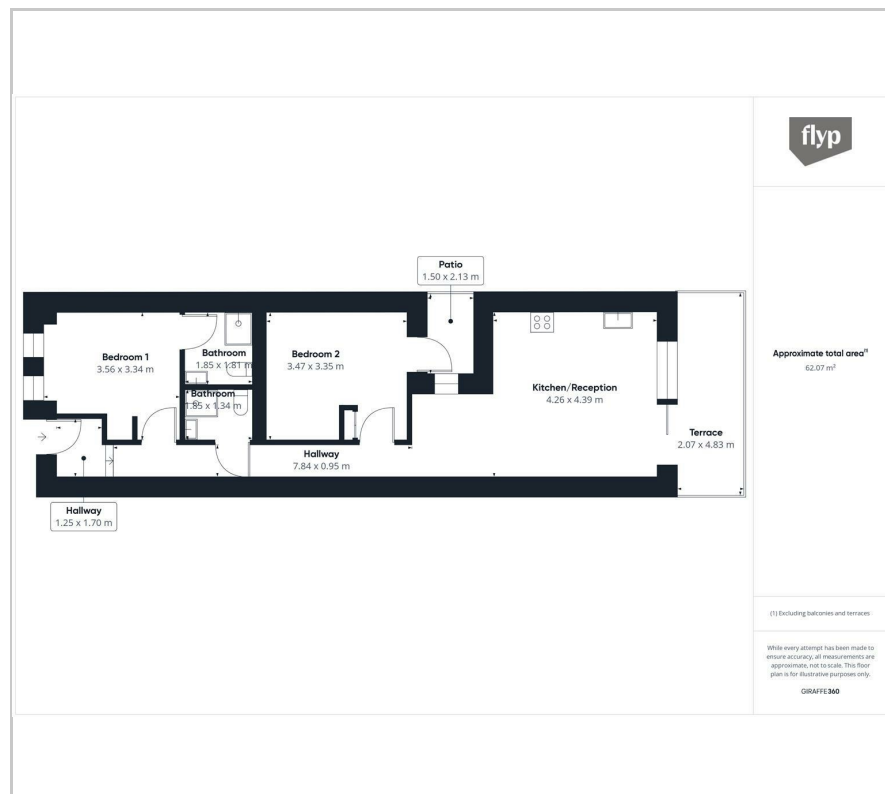 flyp
Patio
1.50 x 2.13 m
Bedroom 1
3.56 x 3.34 m
Bathroom
1.85 x 1.81 m
Bedroom 2
3.47 x 3.35 m
Bathroom
1.85 x 1.34 m
Kitchen/Reception
4.26 x 4.39 m
Terrace
2.07 x 4.83 m
Hallway
7.84 x 0.95 m
Hallway
1.25 x 1.70 m
Approximate total area(1)
62.07 m²
(1) Excluding balconies and terraces
While every attempt has been made to
ensure accuracy, all measurements are
approximate, not to scale. This floor
plan is for illustrative purposes only.
GIRAFFE360